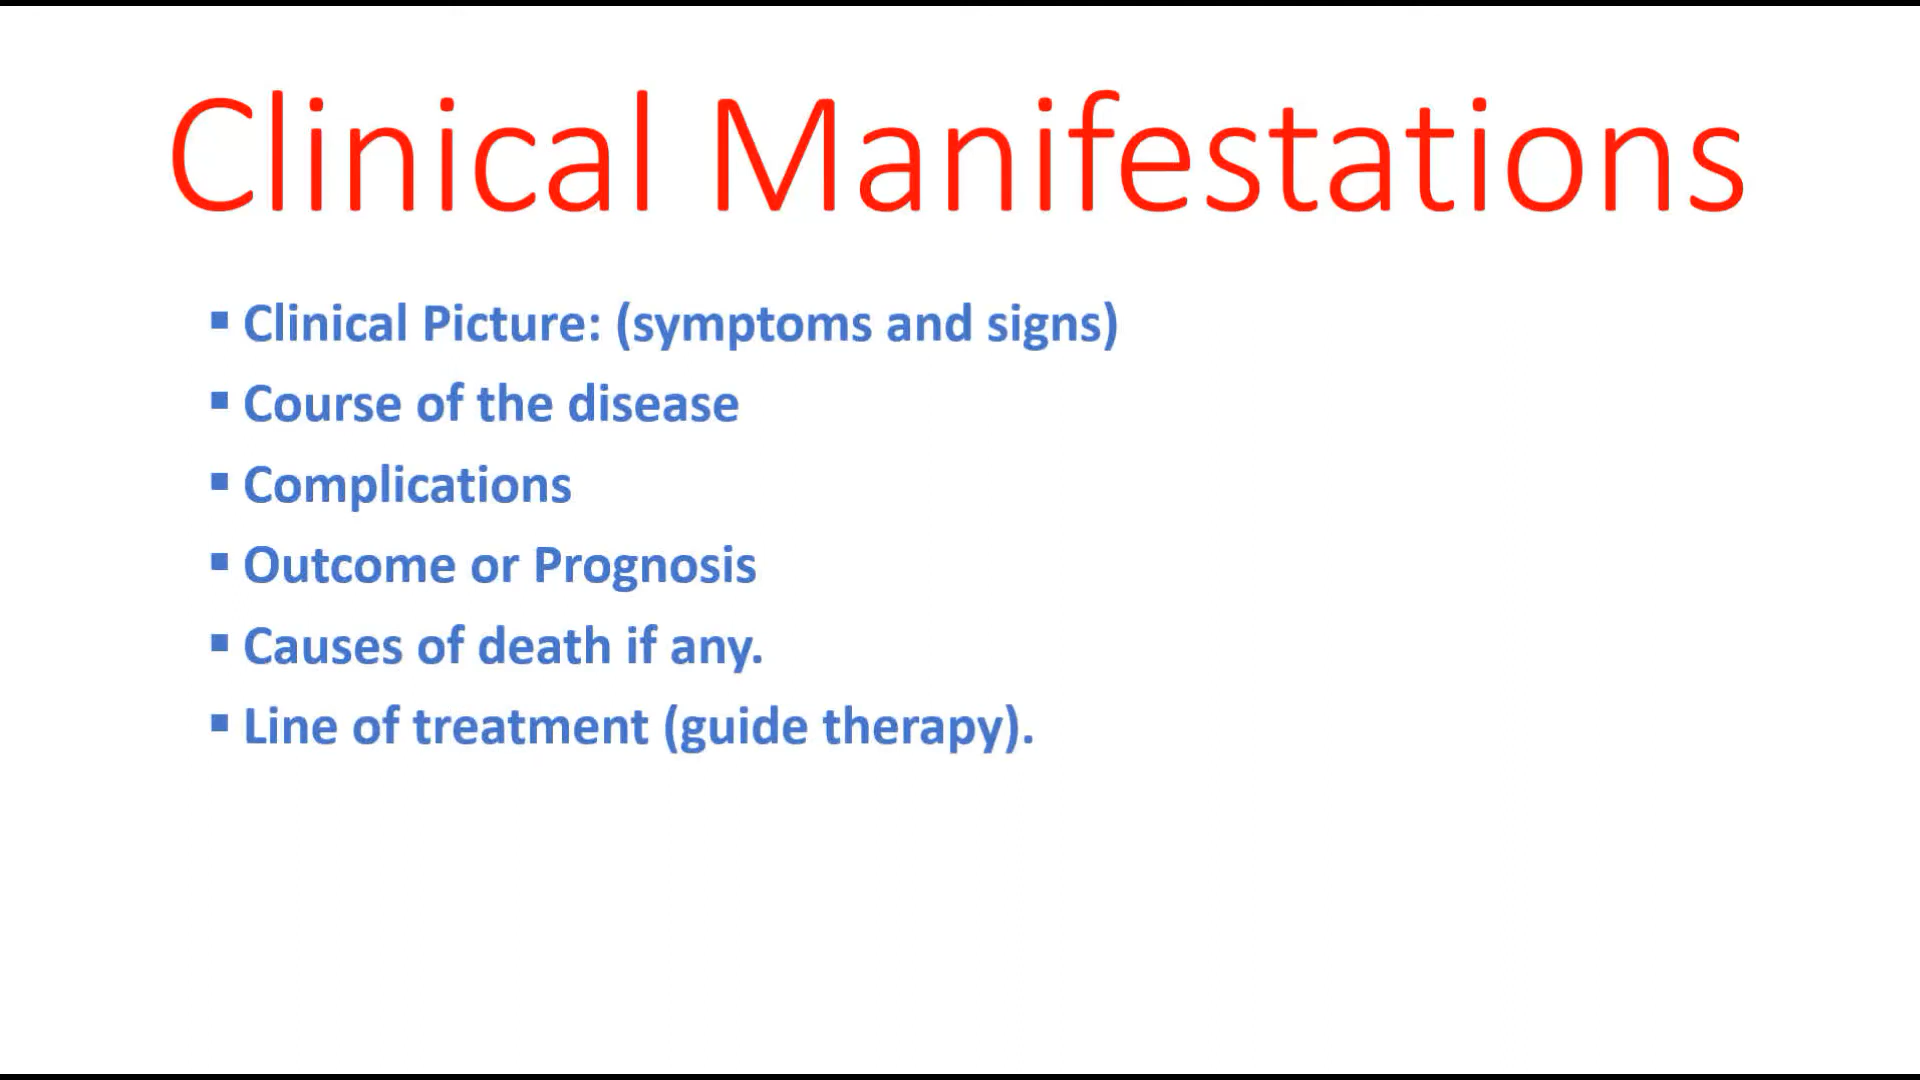 Clinical Manifestations
▪ Clinical Picture: (symptoms and signs)
▪ Course of the disease
▪ Complications
▪ Outcome or Prognosis
▪ Causes of death if any.
▪ Line of treatment (guide therapy).